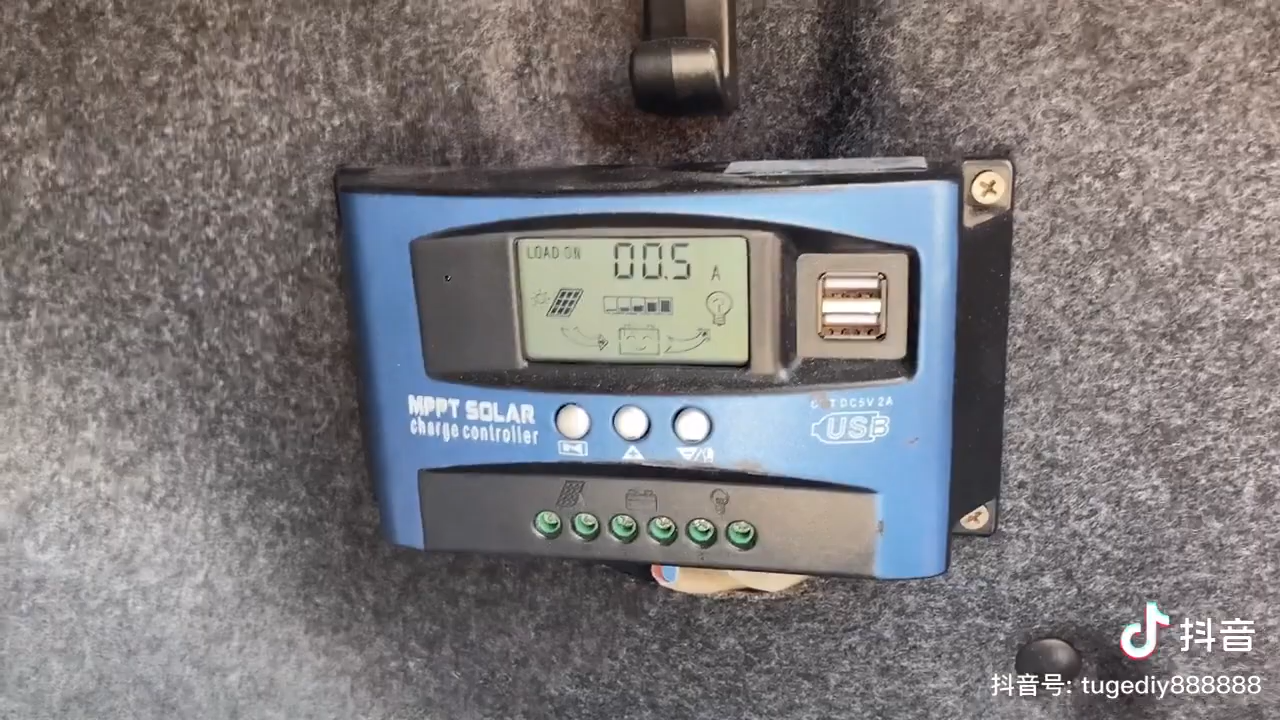 LOAD ON 00.5 A
MPPT SOLAR
charge controller
OUT DC5V 2A
USB
抖音
抖音号: tugediy888888